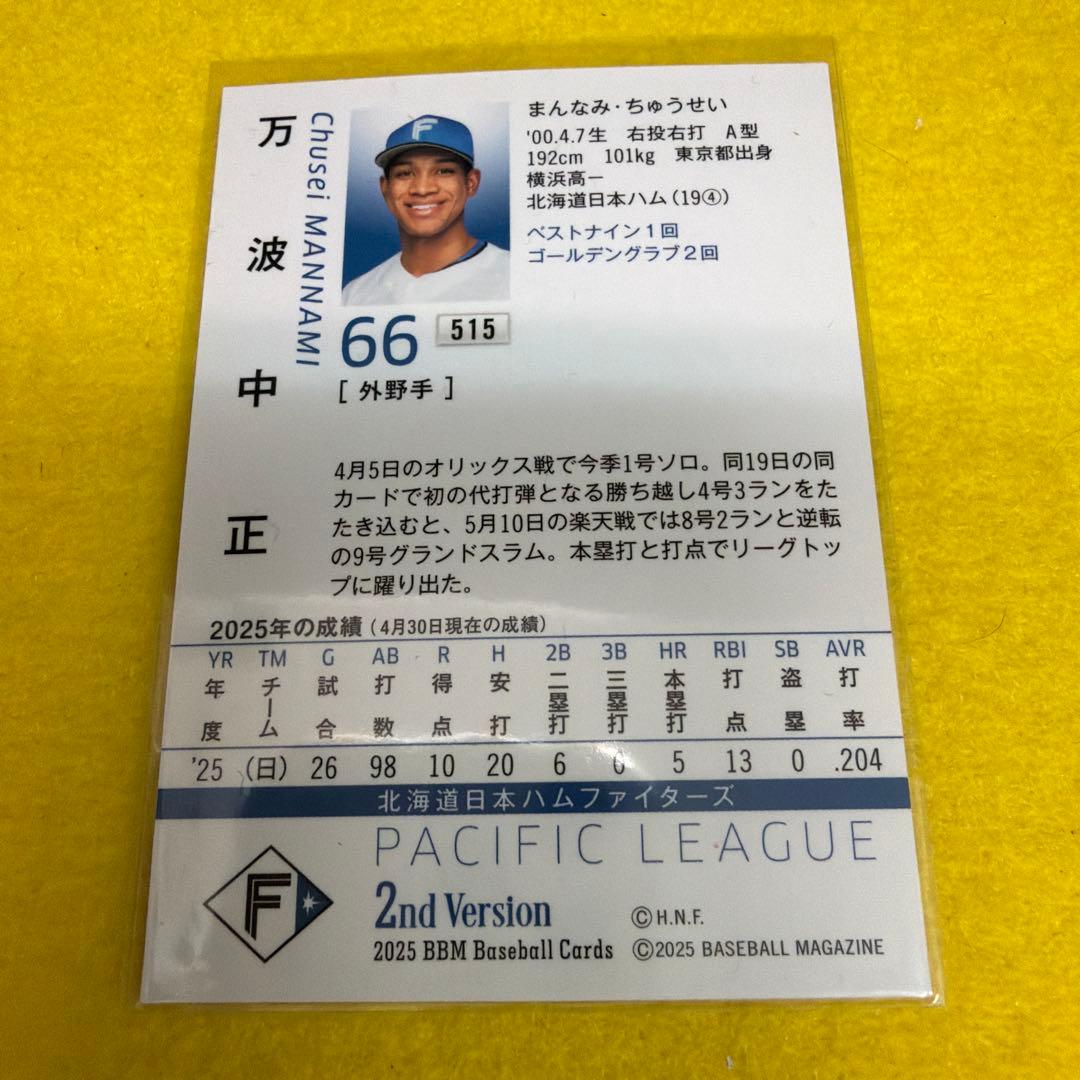 万波中正
Chusei MANNAMI
まんなみ・ちゅうせい
'00.4.7生 右投右打 A型
192cm 101kg 東京都出身
横浜高ー
北海道日本ハム(19④)
ベストナイン1回
ゴールデングラブ2回
66 515
[外野手]
4月5日のオリックス戦で今季1号ソロ。同19日の同
カードで初の代打弾となる勝ち越し4号3ランをた
たき込むと、5月10日の楽天戦では8号2ランと逆転
の9号グランドスラム。本塁打と打点でリーグトッ
プに躍り出た。
2025年の成績(4月30日現在の成績)
YR TM G AB R H 2B 3B HR RBI SB AVR
年度 チーム 試合 打数 得点 安打 二塁打 三塁打 本塁打 打点 盗塁 打率
'25 (日) 26 98 10 20 6 0 5 13 0 .204
北海道日本ハムファイターズ
PACIFIC LEAGUE
F
2nd Version
©H.N.F.
2025 BBM Baseball Cards ©2025 BASEBALL MAGAZINE